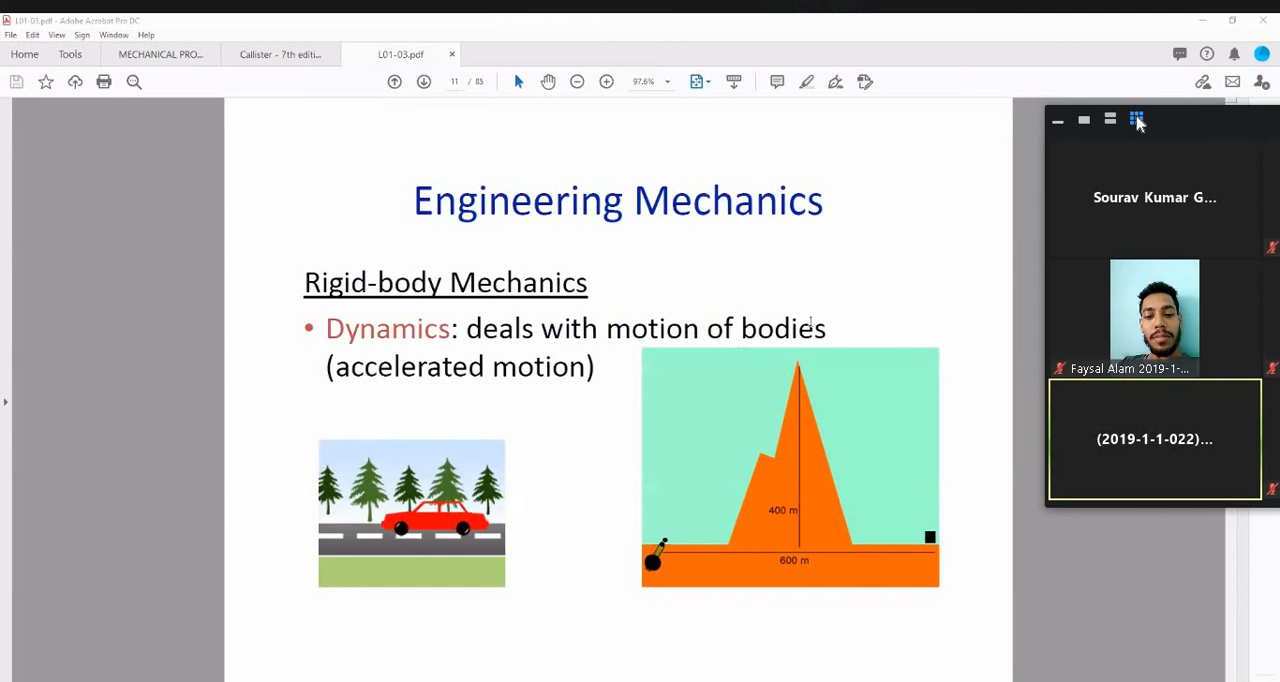 L01-03.pdf - Adobe Acrobat Pro DC
File Edit View Sign Window Help
Home Tools MECHANICAL PRO... Callister - 7th editi... L01-03.pdf ×
11 / 85 97.6%
Engineering Mechanics
Rigid-body Mechanics
• Dynamics: deals with motion of bodies
(accelerated motion)
400 m
600 m
Sourav Kumar G...
Faysal Alam 2019-1-...
(2019-1-1-022)...